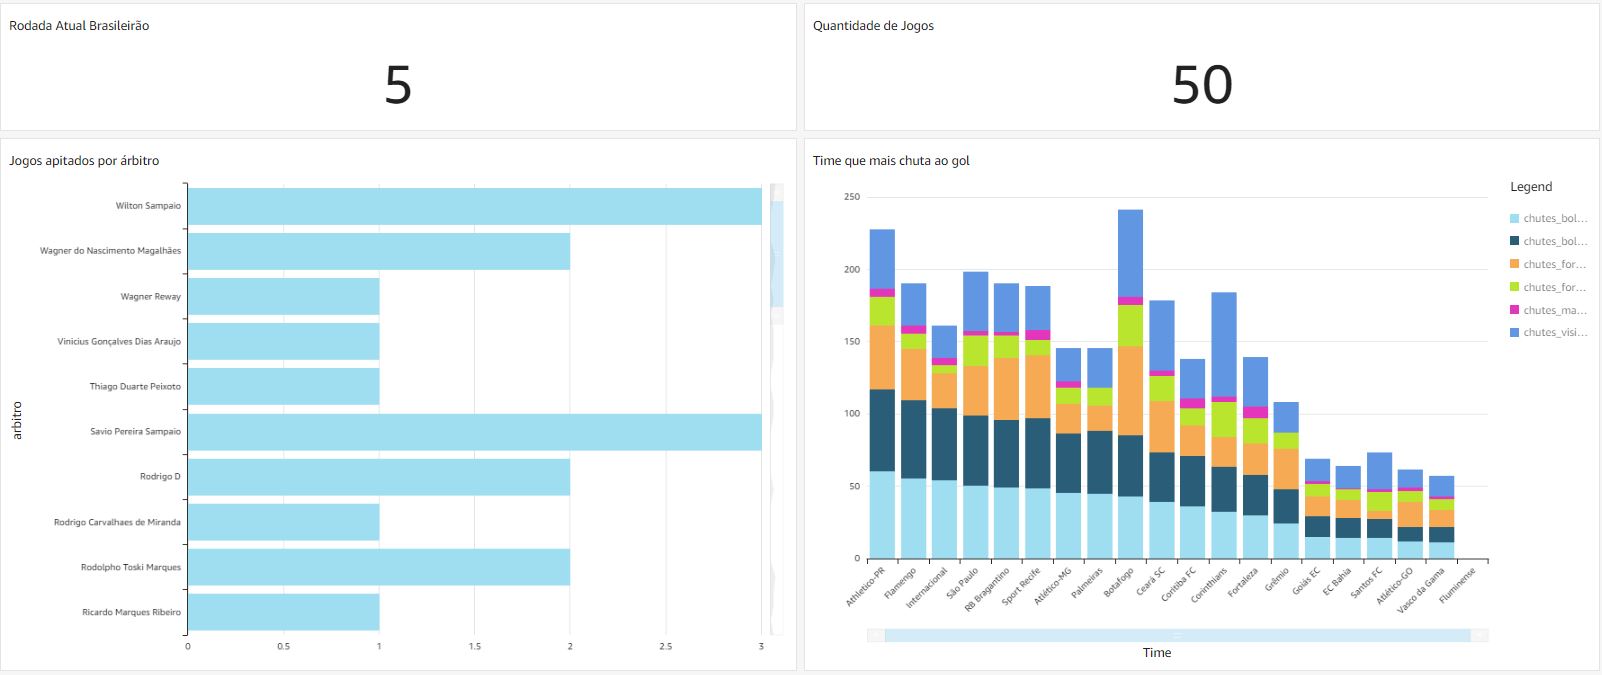 Rodada Atual Brasileirão
5
Quantidade de Jogos
50
Jogos apitados por árbitro
arbitro
Wilton Sampaio
Wagner do Nascimento Magalhães
Wagner Reway
Vinicius Gonçalves Dias Araujo
Thiago Duarte Peixoto
Savio Pereira Sampaio
Rodrigo D
Rodrigo Carvalhaes de Miranda
Rodolpho Toski Marques
Ricardo Marques Ribeiro
0 0.5 1 1.5 2 2.5 3
Time que mais chuta ao gol
250
200
150
100
50
0
Athletico-PR
Flamengo
Internacional
São Paulo
RB Bragantino
Sport Recife
Atlético-MG
Palmeiras
Botafogo
Ceará SC
Coritiba FC
Corinthians
Fortaleza
Grêmio
Goiás EC
EC Bahia
Santos FC
Atlético-GO
Vasco da Gama
Fluminense
Time
Legend
chutes_bol...
chutes_bol...
chutes_for...
chutes_for...
chutes_ma...
chutes_visi...